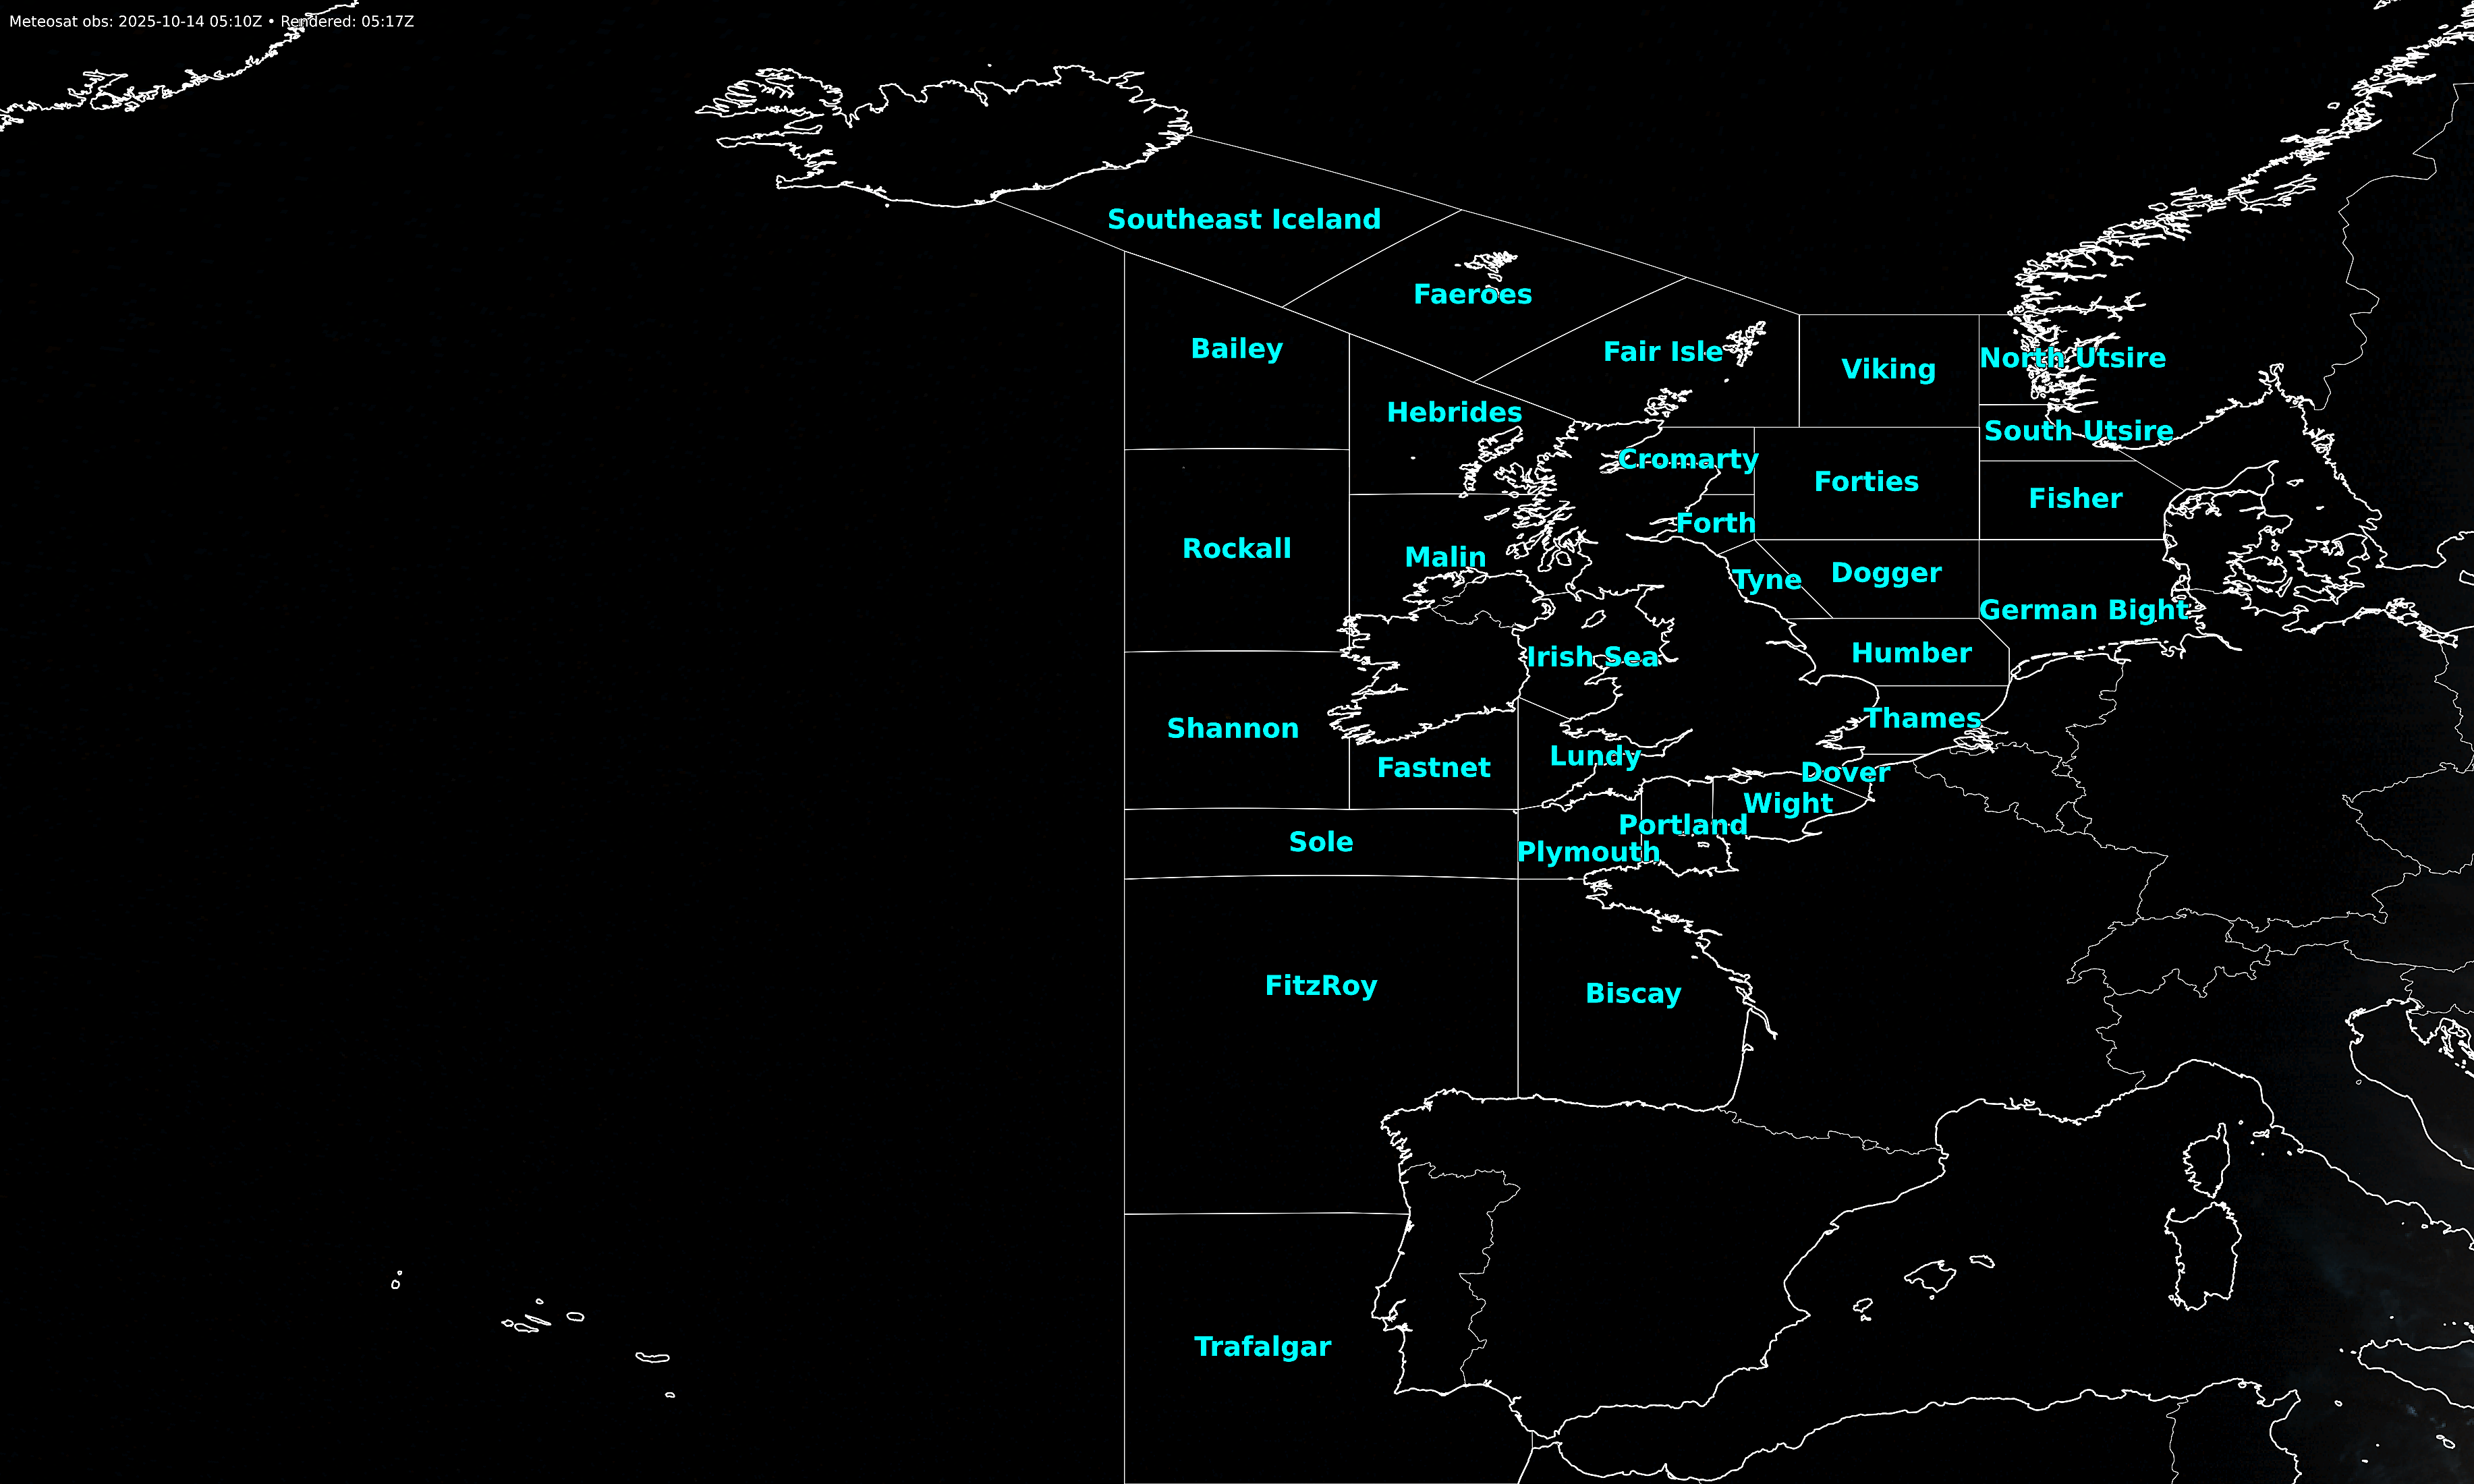 Meteosat obs: 2025-10-14 05:10Z • Rendered: 05:17Z
Southeast Iceland
Faeroes
Bailey
Fair Isle
Viking
North Utsire
Hebrides
South Utsire
Cromarty
Forties
Fisher
Forth
Rockall
Malin
Tyne
Dogger
German Bight
Irish Sea
Humber
Shannon
Thames
Fastnet
Lundy
Dover
Wight
Portland
Sole
Plymouth
FitzRoy
Biscay
Trafalgar